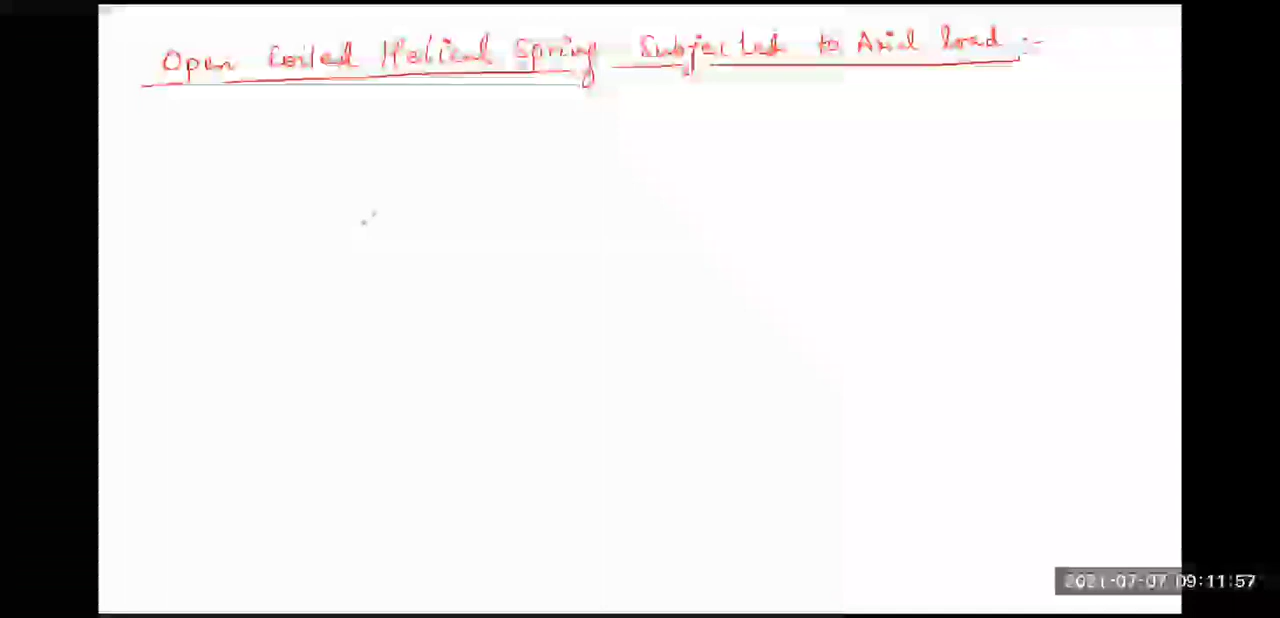 Open Coiled Helical Spring Subjected to Axial load :-
2021-07-07 09:11:57